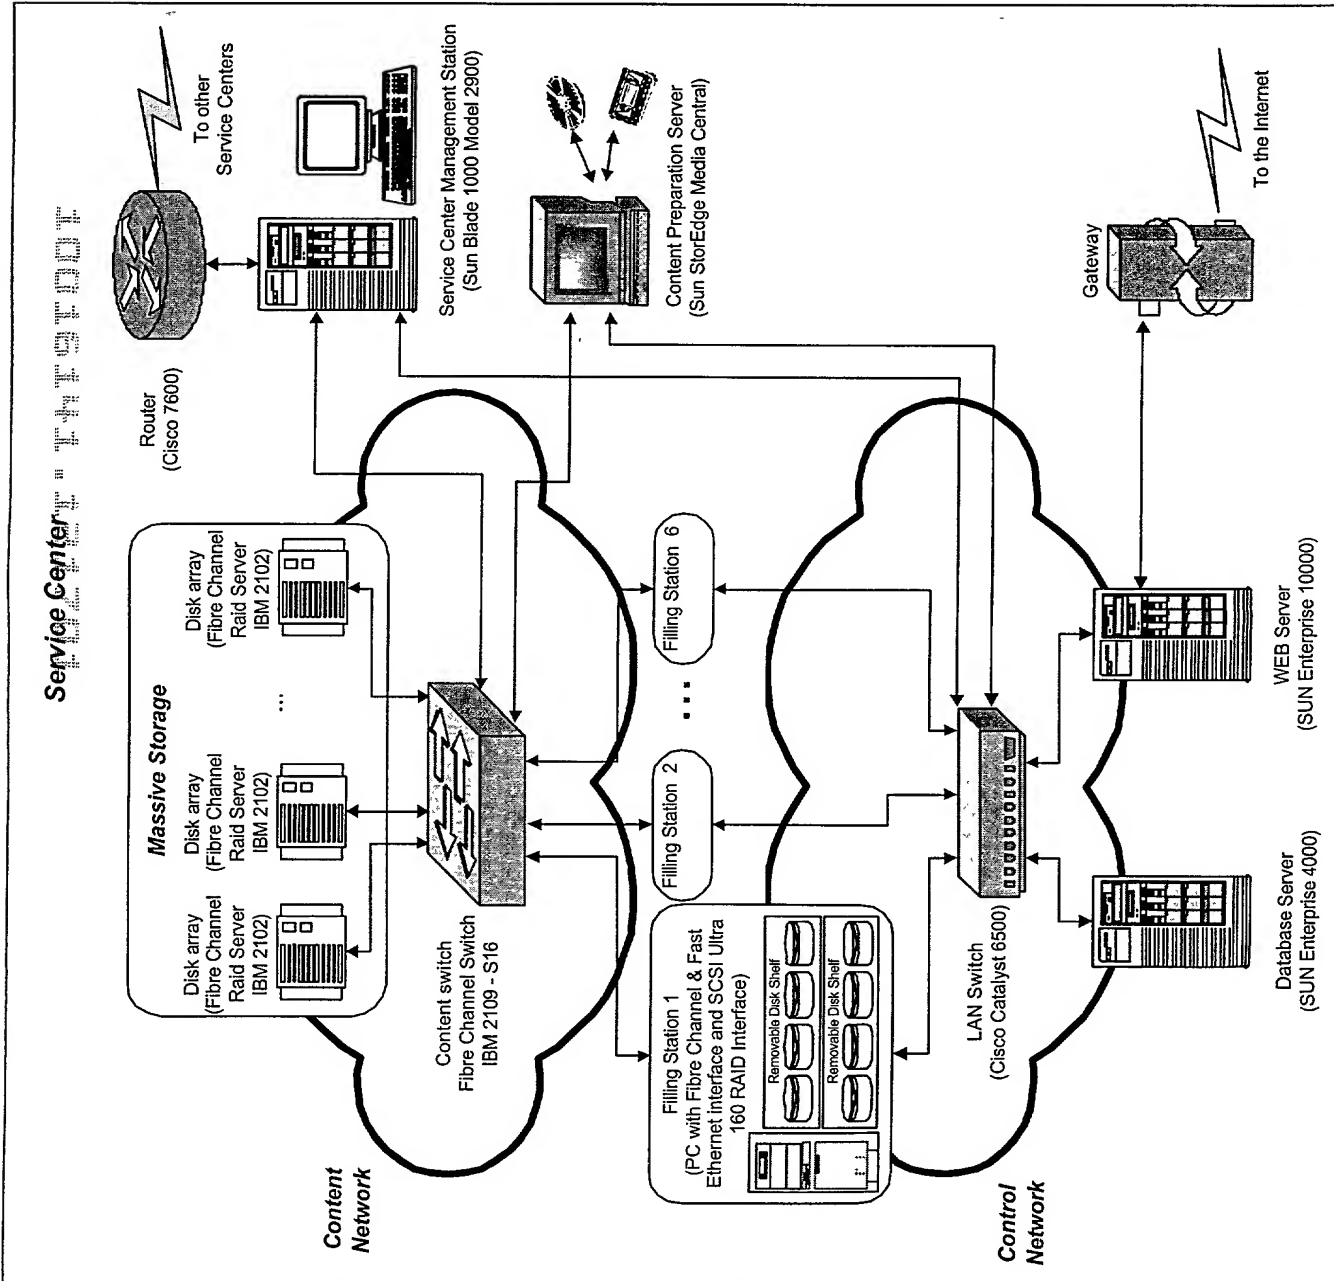 Service Center
10016141.121701
Massive Storage
Disk array
(Fibre Channel
Raid Server
IBM 2102)
Disk array
(Fibre Channel
Raid Server
IBM 2102)
...
Disk array
(Fibre Channel
Raid Server
IBM 2102)
Router
(Cisco 7600)
To other
Service Centers
Service Center Management Station
(Sun Blade 1000 Model 2900)
Content switch
Fibre Channel Switch
IBM 2109 - S16
Content
Network
Content Preparation Server
(Sun StorEdge Media Central)
Filling Station 1
(PC with Fibre Channel & Fast
Ethernet interface and SCSI Ultra
160 RAID Interface)
Removable Disk Shelf
Removable Disk Shelf
Filling Station 2
...
Filling Station 6
Control
Network
LAN Switch
(Cisco Catalyst 6500)
Gateway
To the Internet
Database Server
(SUN Enterprise 4000)
WEB Server
(SUN Enterprise 10000)